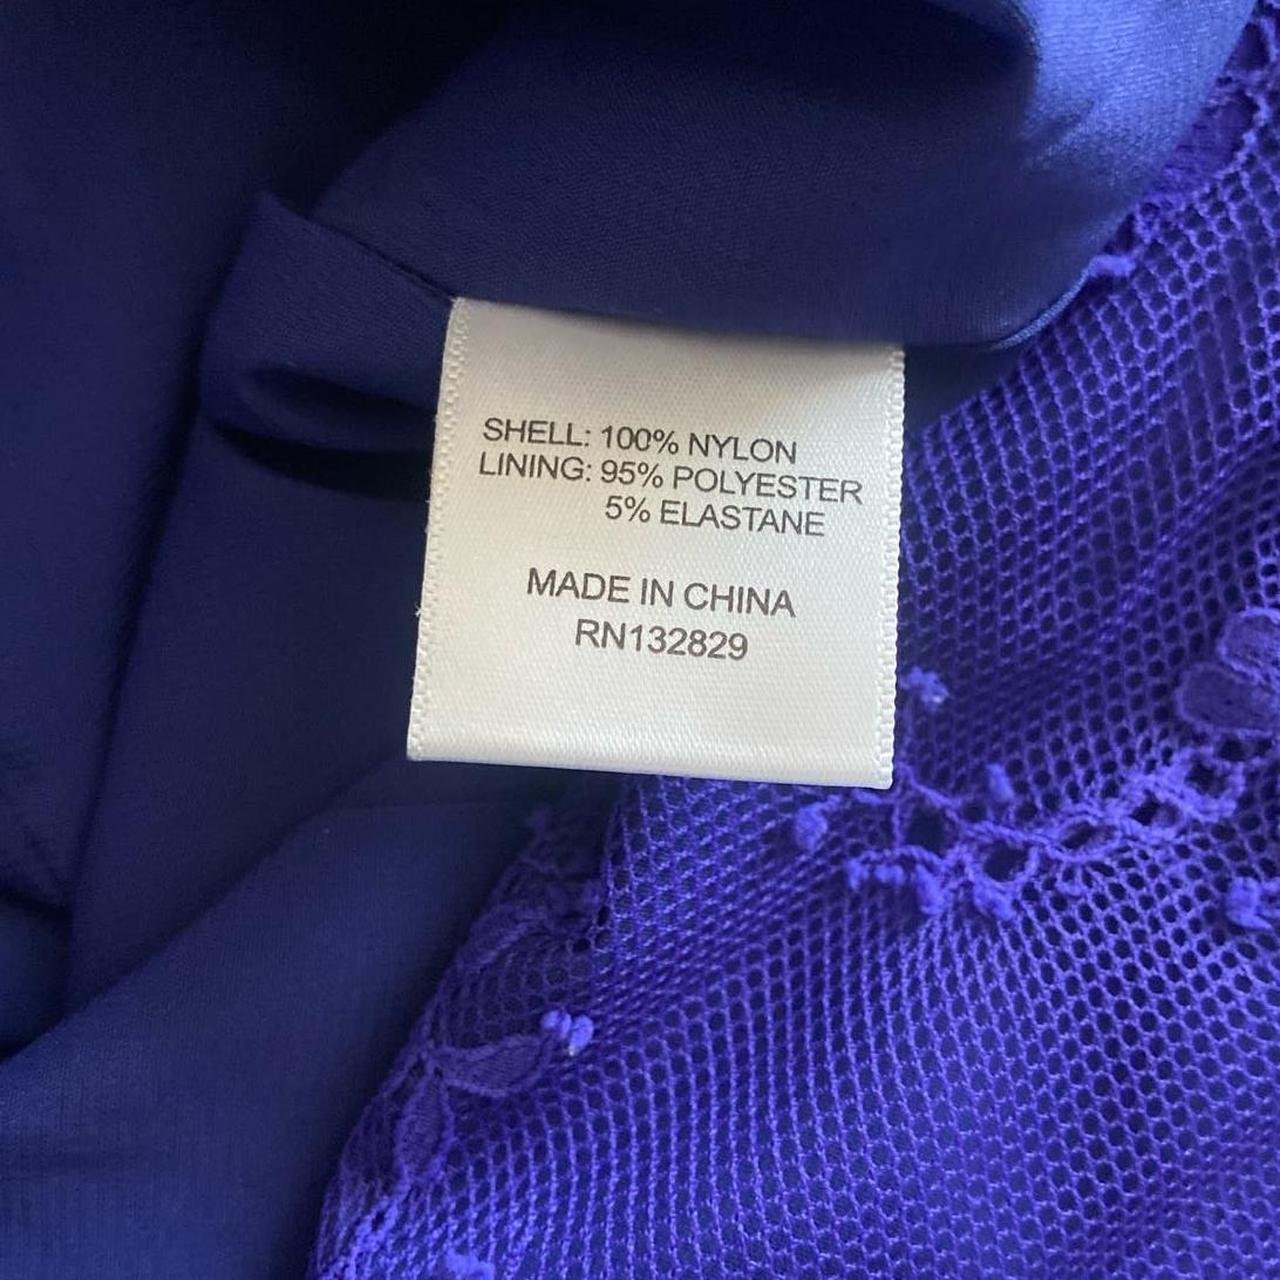 SHELL: 100% NYLON
LINING: 95% POLYESTER
5% ELASTANE
MADE IN CHINA
RN132829